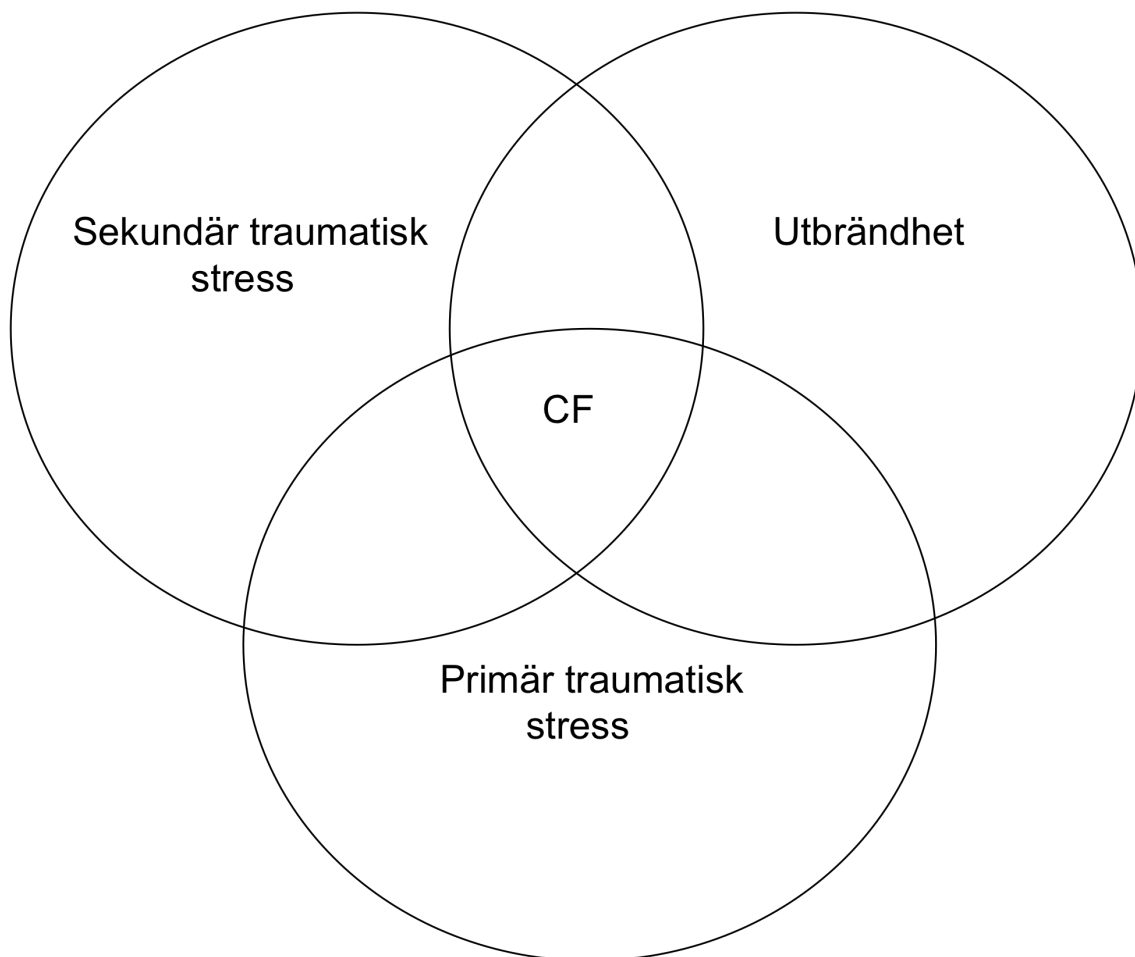 Sekundär traumatisk
stress
Utbrändhet
CF
Primär traumatisk
stress